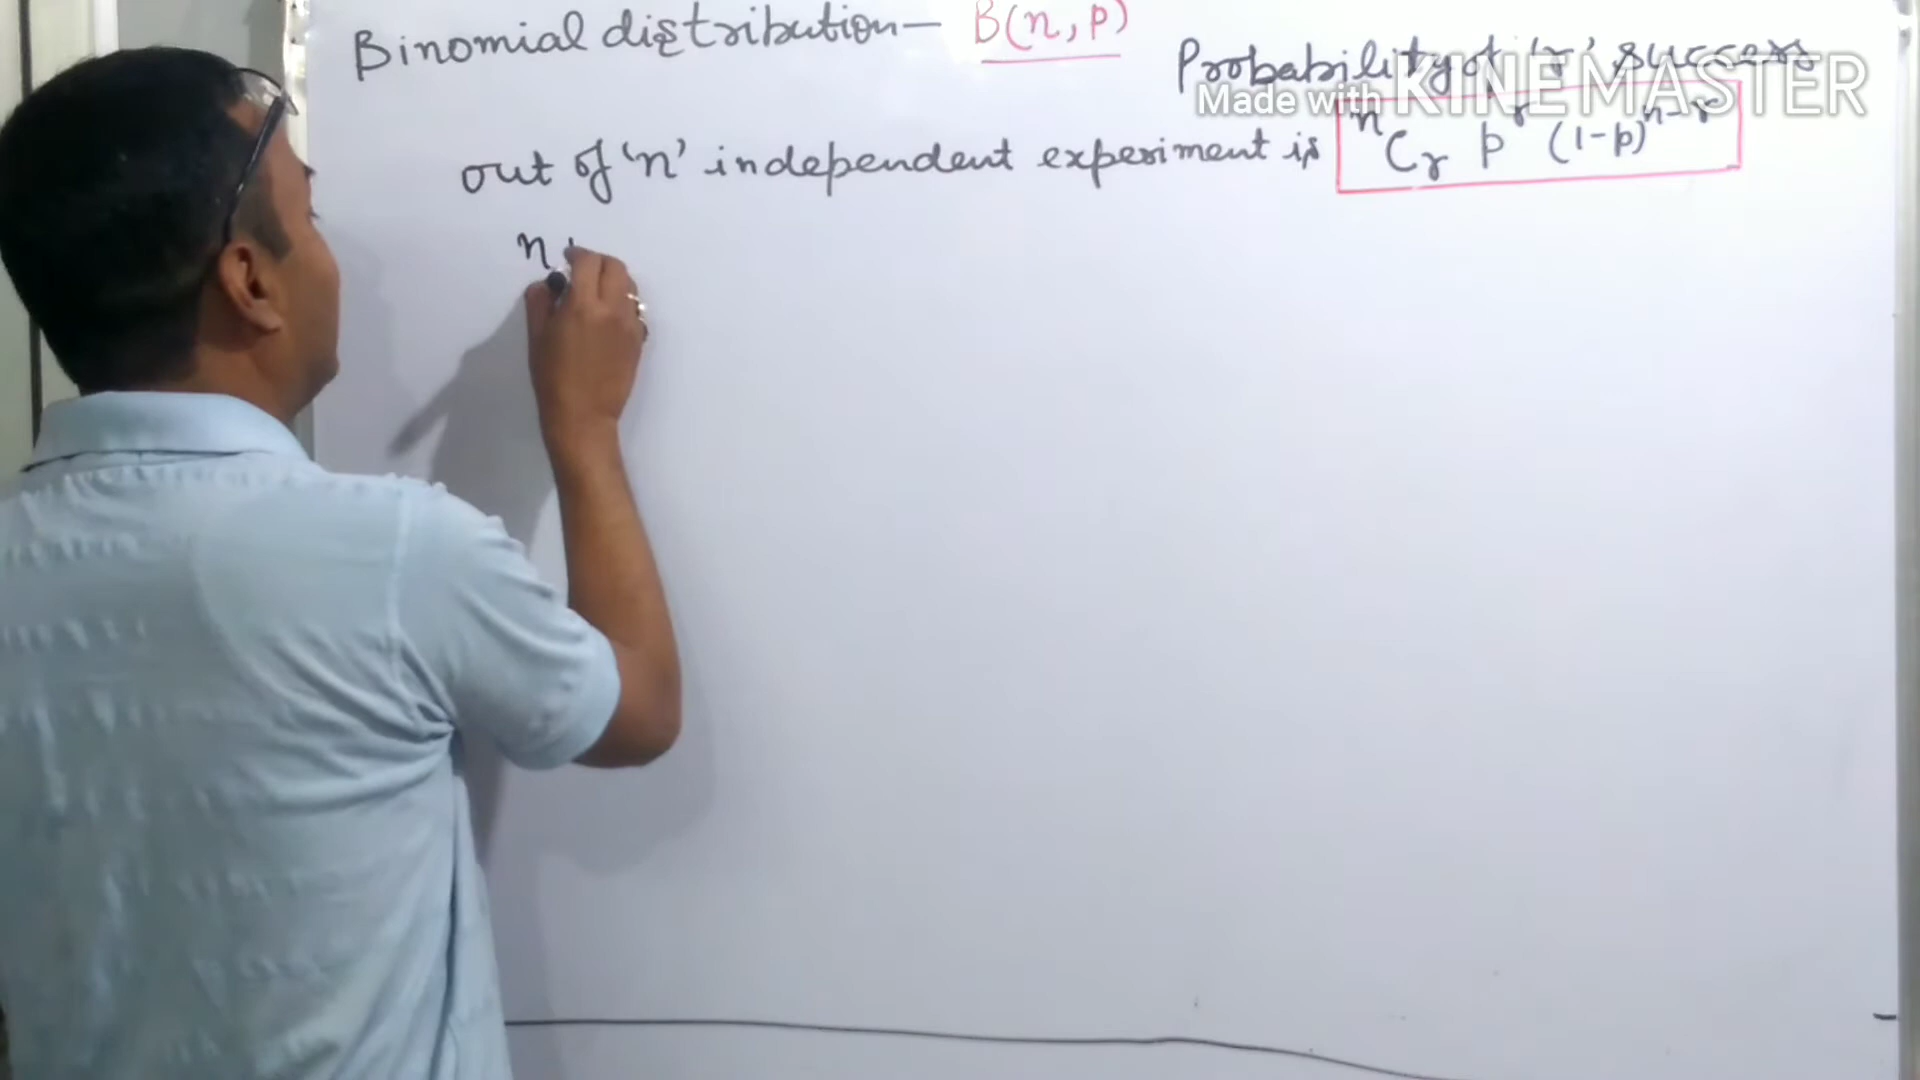 Binomial distribution— B(n, p)
Probability of 'r' success
Made with KINEMASTER
out of 'n' independent experiment is ⁿCᵣ pʳ (1-p)ⁿ⁻ʳ
n